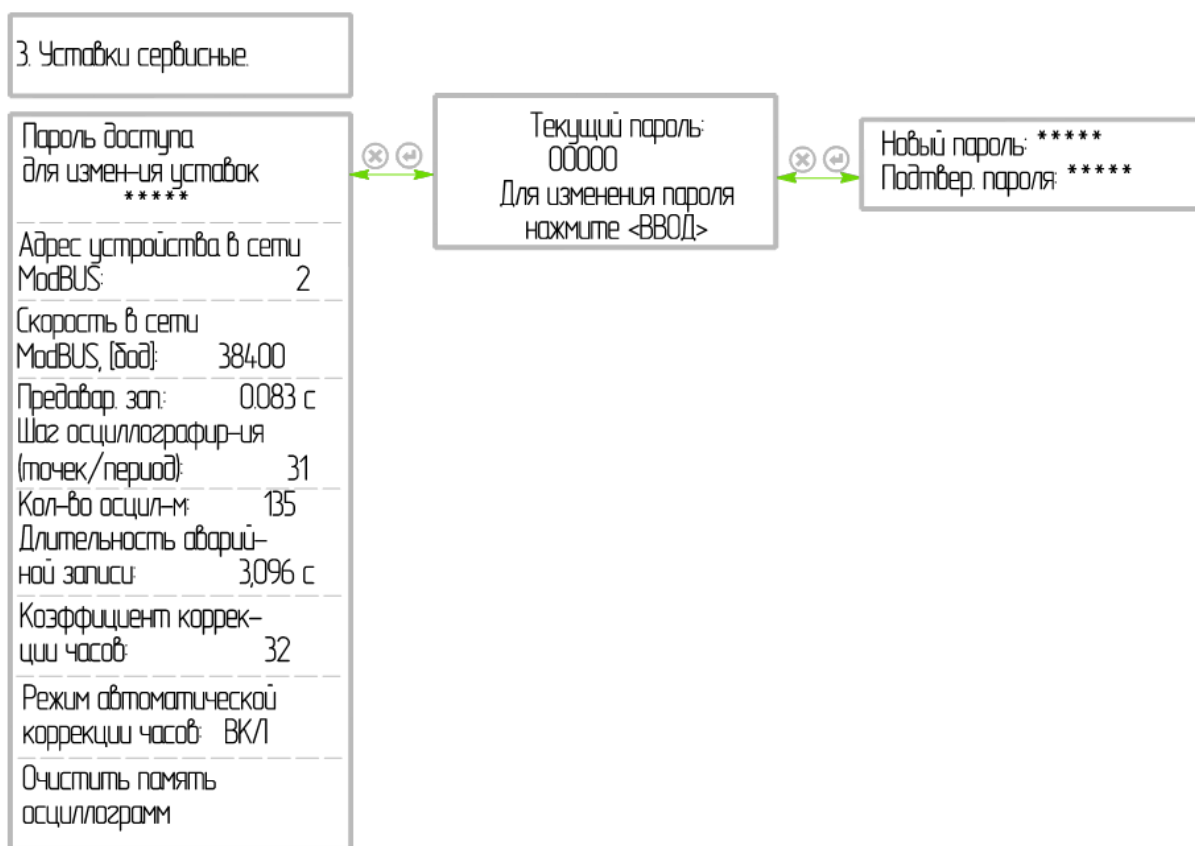 3. Уставки сервисные.
Пароль доступа
для измен-ия уставок
*****
Адрес устройства в сети
ModBUS: 2
Скорость в сети
ModBUS, [бод]: 38400
Предавар. зап.: 0.083 с
Шаг осциллографир-ия
(точек/период): 31
Кол-во осцил-м: 135
Длительность аварий-
ной записи: 3,096 с
Коэффициент коррек-
ции часов: 32
Режим автоматической
коррекции часов: ВКЛ
Очистить память
осциллограмм
Текущий пароль:
00000
Для изменения пароля
нажмите <ВВОД>
Новый пароль: *****
Подтвер. пароля: *****